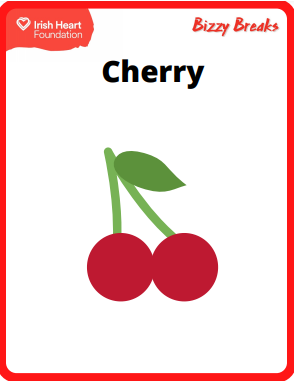 Irish Heart
Foundation
Bizzy Breaks
Cherry